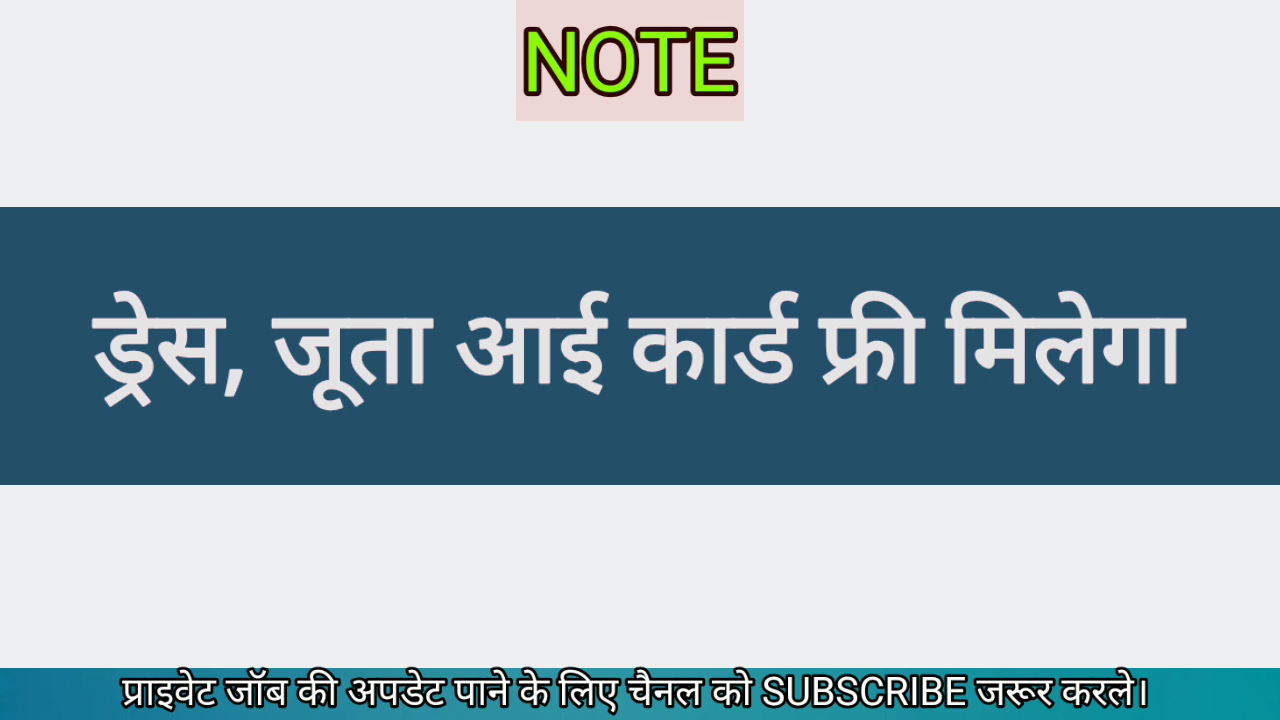 NOTE
ड्रेस, जूता आई कार्ड फ्री मिलेगा
प्राइवेट जॉब की अपडेट पाने के लिए चैनल को SUBSCRIBE जरूर करले।